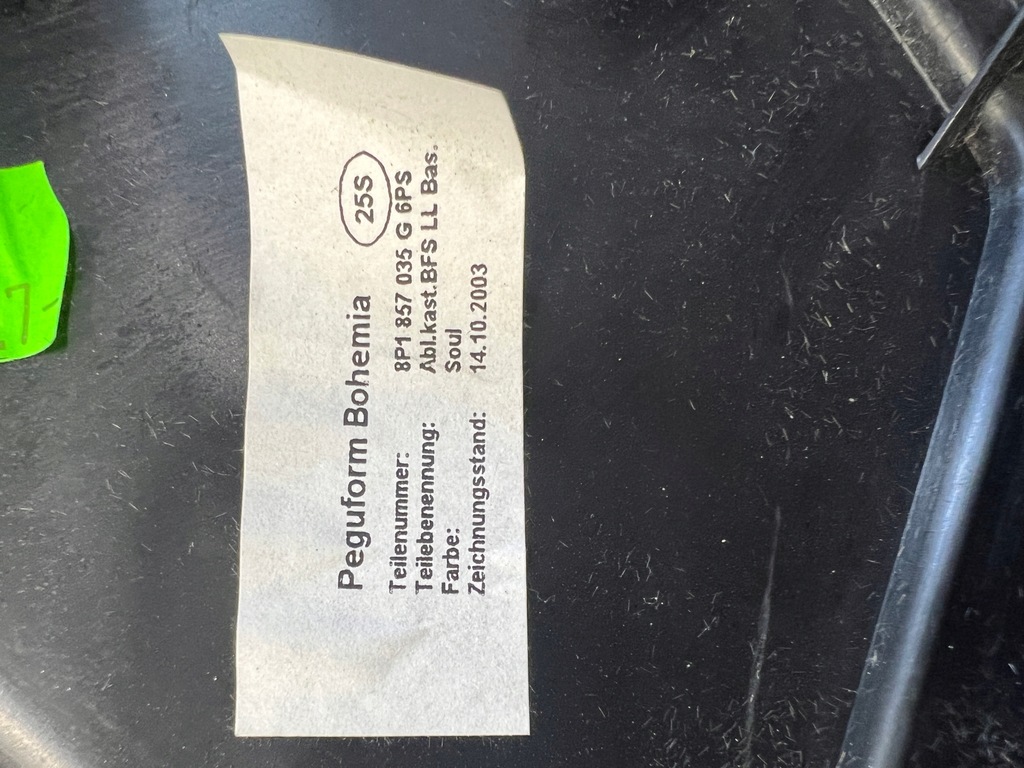 Peguform Bohemia 25S
Teilenummer: 8P1 857 035 G 6PS
Teilebenennung: Abl.kast.BFS LL Bas.
Farbe: Soul
Zeichnungsstand: 14.10.2003